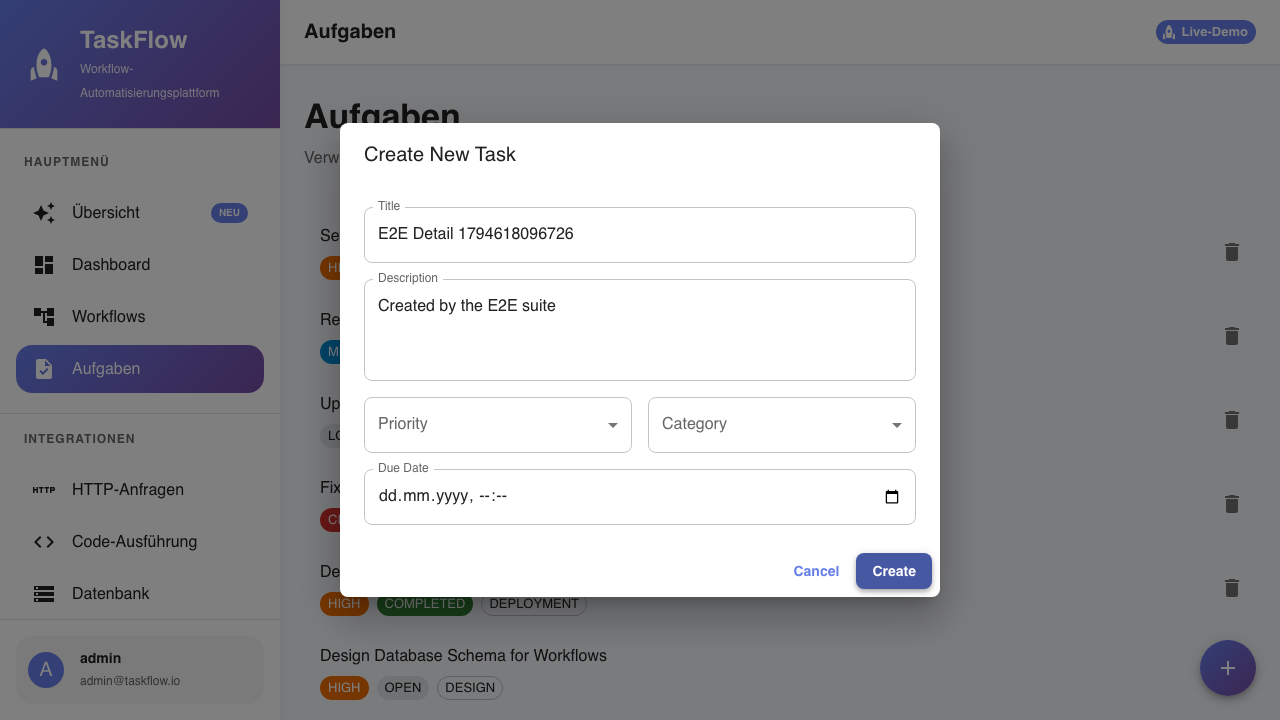 TaskFlow
Workflow-
Automatisierungsplattform
HAUPTMENÜ
Übersicht
NEU
Dashboard
Workflows
Aufgaben
INTEGRATIONEN
HTTP
HTTP-Anfragen
Code-Ausführung
Datenbank
A
admin
admin@taskflow.io
Aufgaben
Live-Demo
Aufgaben
Create New Task
Title
E2E Detail 1794618096726
Description
Created by the E2E suite
Priority
Category
Due Date
dd.mm.yyyy, --:--
Cancel
Create
HIGH
COMPLETED
DEPLOYMENT
Design Database Schema for Workflows
HIGH
OPEN
DESIGN